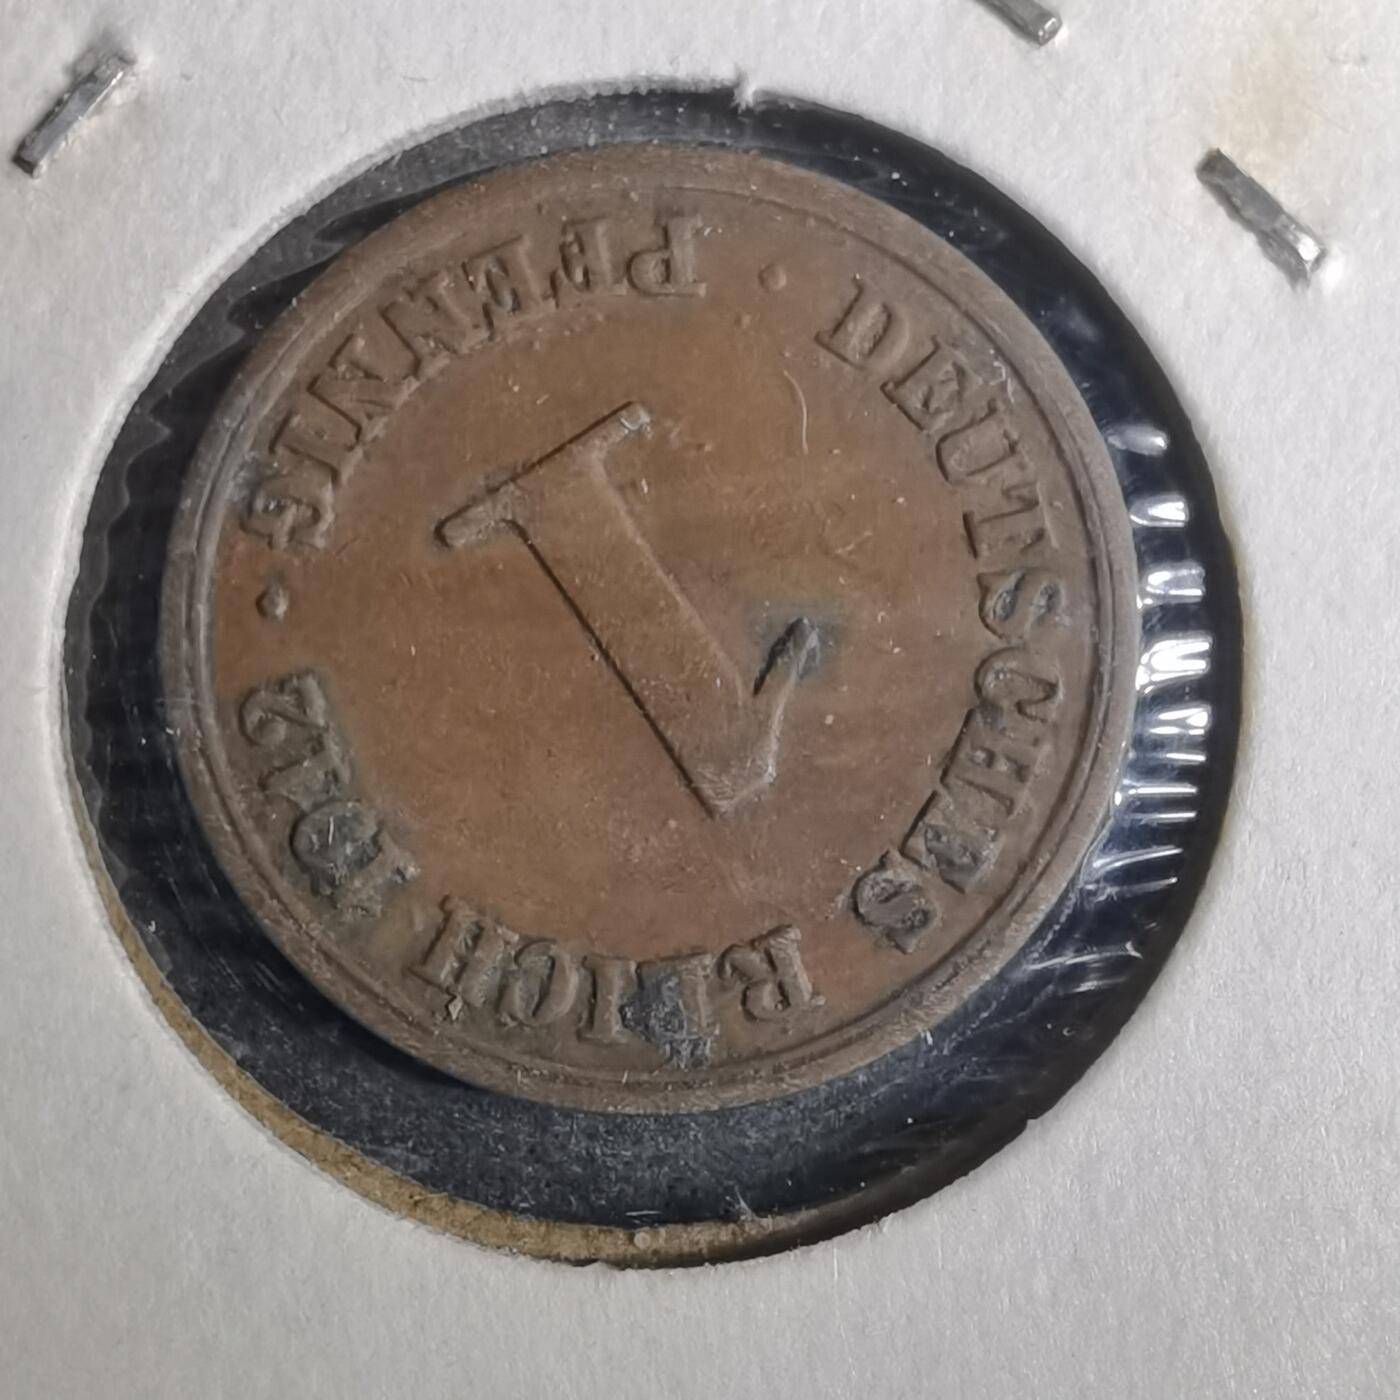 DEUTSCHES REICH 1912
1
PFENNIG